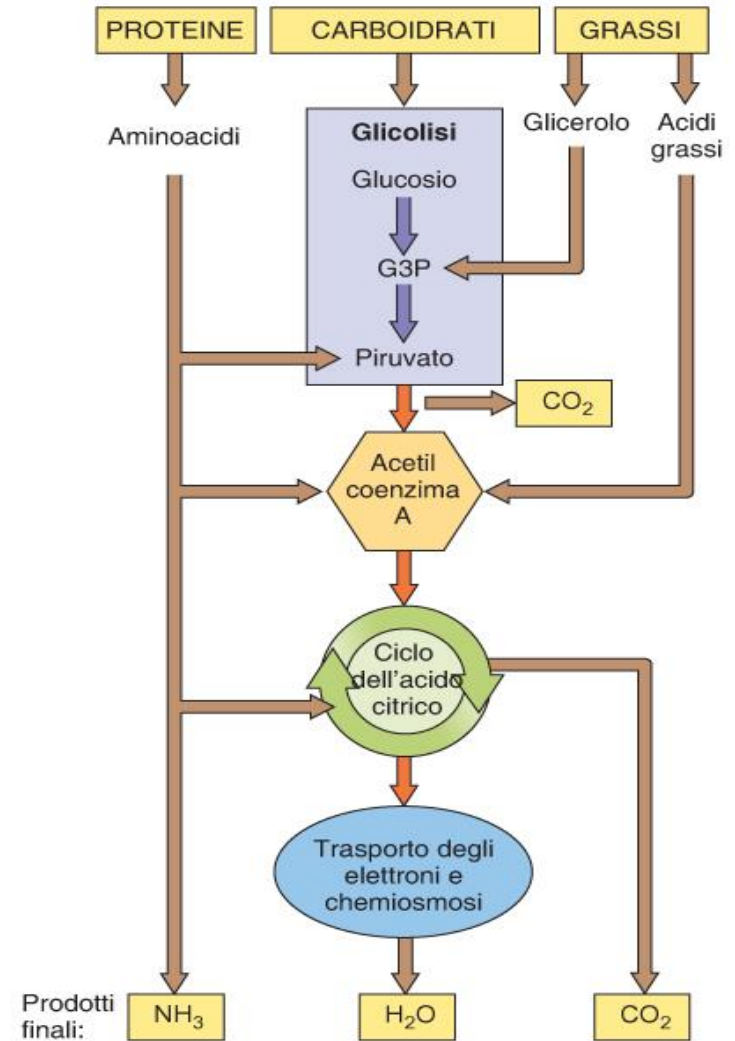 PROTEINE
CARBOIDRATI
GRASSI
Aminoacidi
Glicolisi
Glicerolo
Acidi
grassi
Glucosio
G3P
Piruvato
CO₂
Acetil
coenzima
A
Ciclo
dell'acido
citrico
Trasporto degli
elettroni e
chemiosmosi
Prodotti
finali:
NH₃
H₂O
CO₂